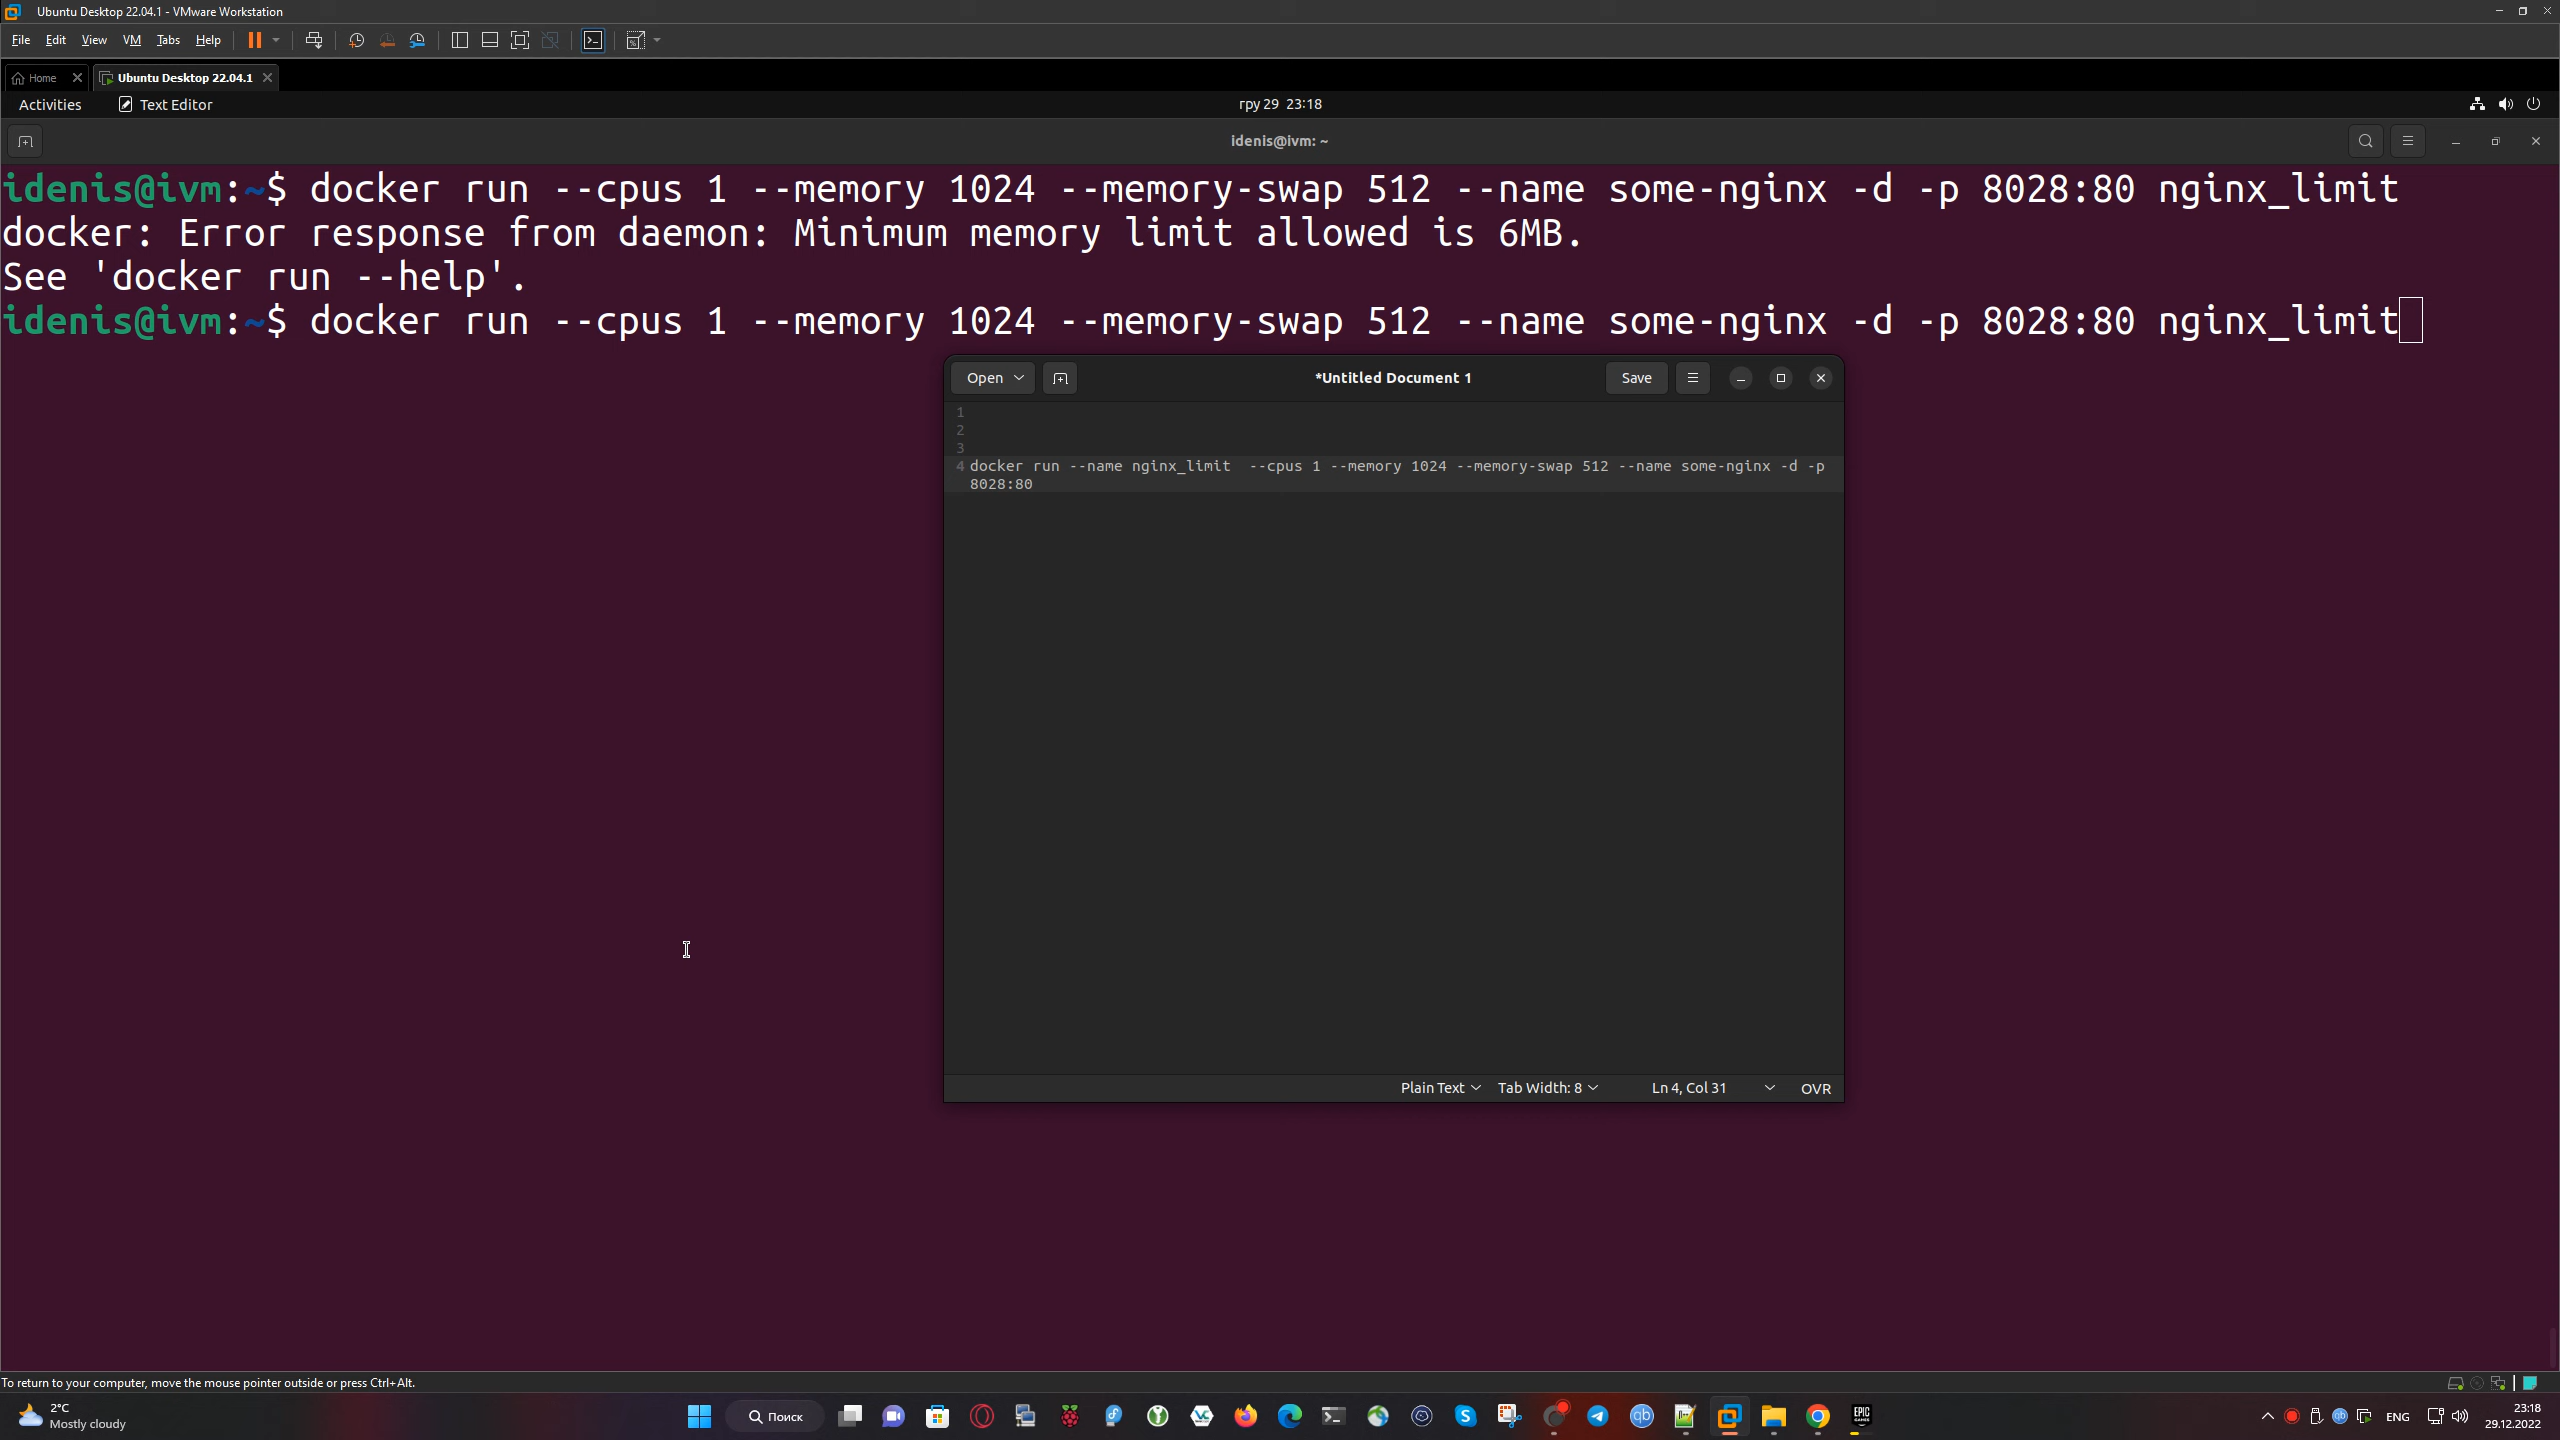 Ubuntu Desktop 22.04.1 - VMware Workstation
File Edit View VM Tabs Help
Home Ubuntu Desktop 22.04.1
Activities Text Editor гру 29 23:18
idenis@ivm: ~
idenis@ivm:~$ docker run --cpus 1 --memory 1024 --memory-swap 512 --name some-nginx -d -p 8028:80 nginx_limit
docker: Error response from daemon: Minimum memory limit allowed is 6MB.
See 'docker run --help'.
idenis@ivm:~$ docker run --cpus 1 --memory 1024 --memory-swap 512 --name some-nginx -d -p 8028:80 nginx_limit
Open *Untitled Document 1 Save
1
2
3
4 docker run --name nginx_limit  --cpus 1 --memory 1024 --memory-swap 512 --name some-nginx -d -p
8028:80
Plain Text Tab Width: 8 Ln 4, Col 31 OVR
To return to your computer, move the mouse pointer outside or press Ctrl+Alt.
2°C
Mostly cloudy
Поиск
qb
EPIC GAMES
ENG
23:18
29.12.2022